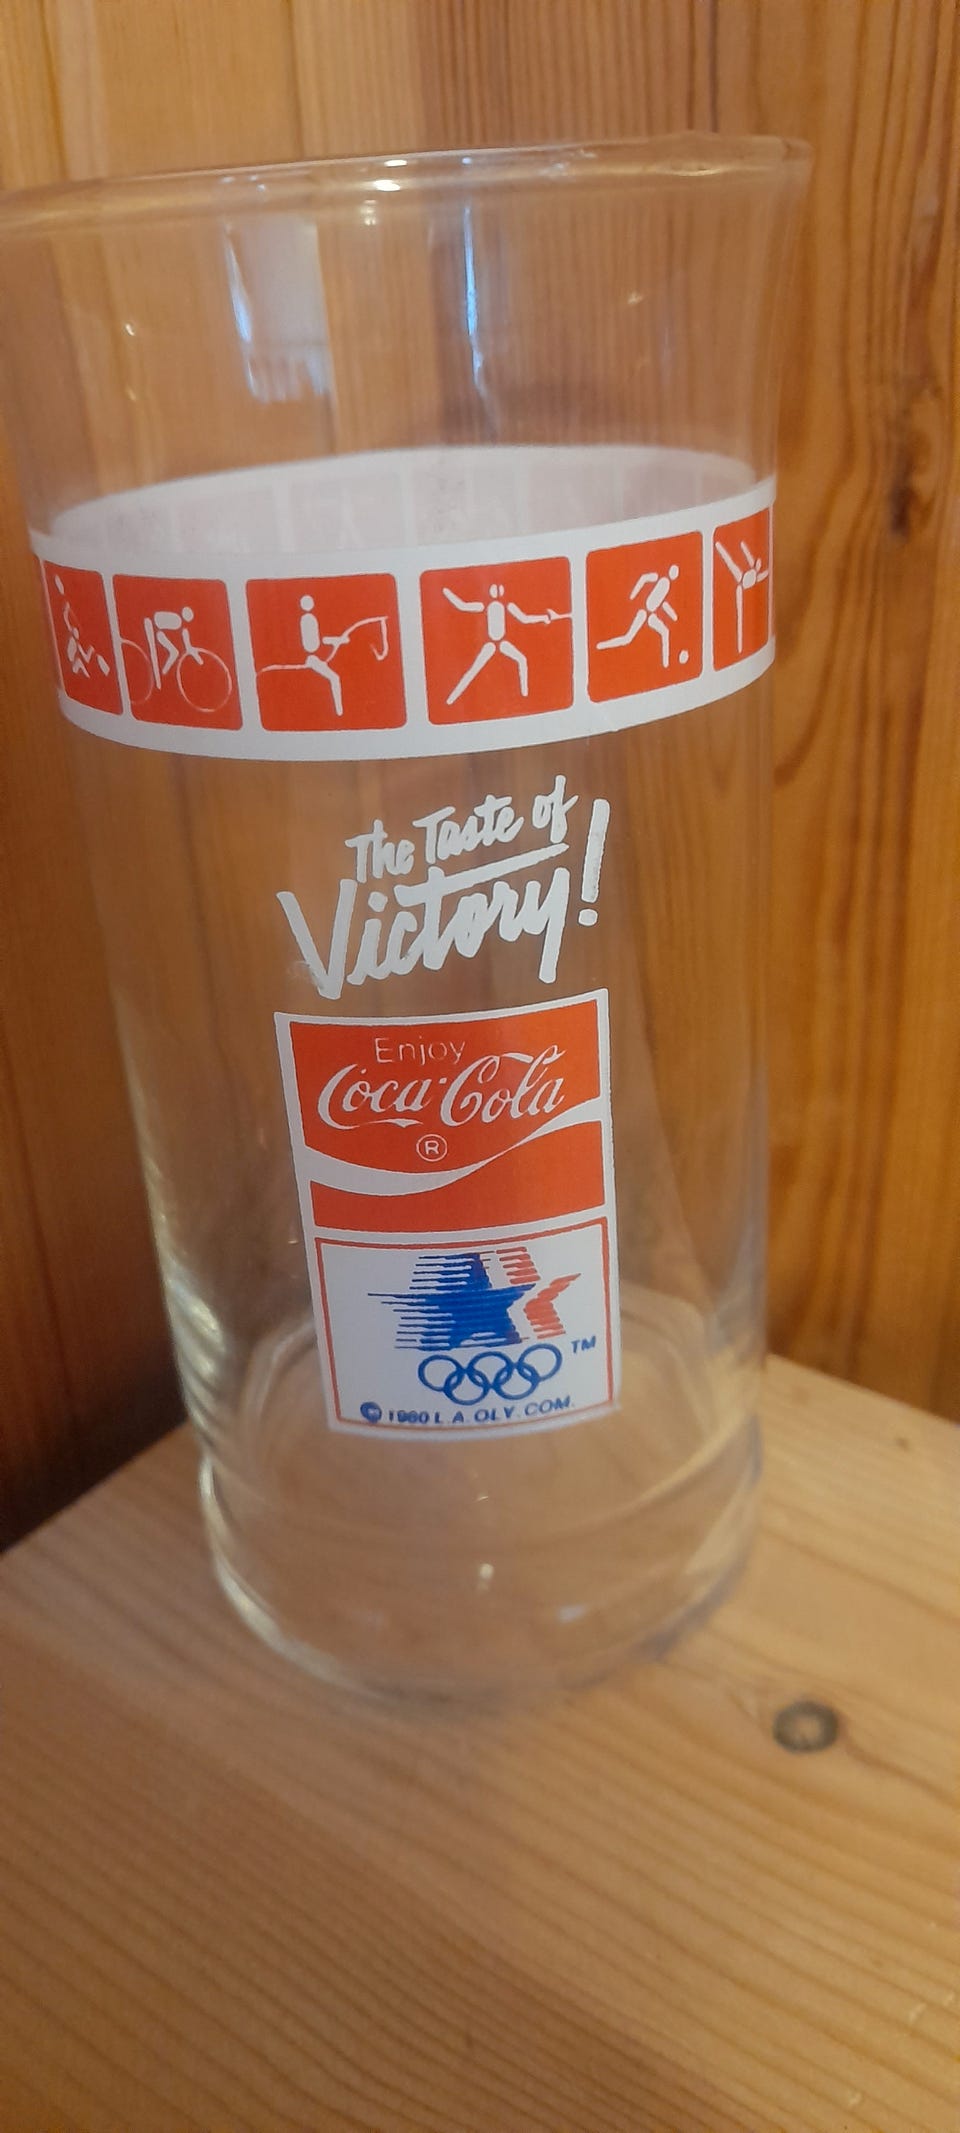 The Taste of
Victory!
Enjoy
Coca-Cola
®
TM
© 1980 L.A. OLY. COM.